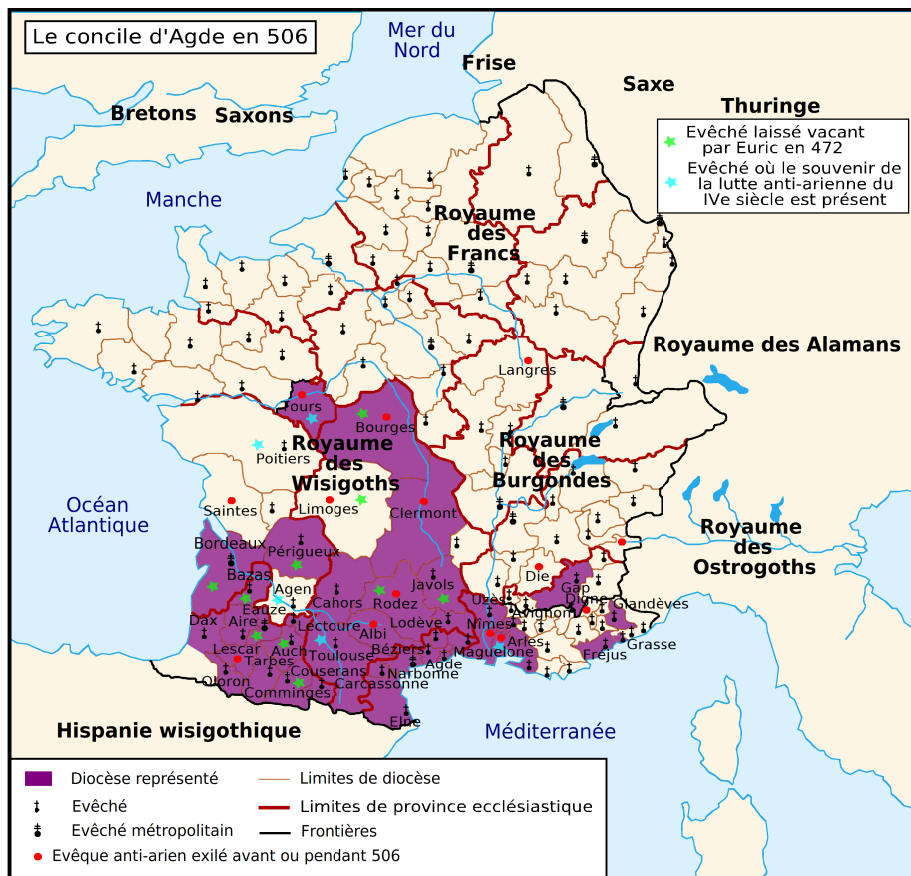 Le concile d'Agde en 506
Mer du
Nord
Frise
Saxe
Thuringe
Bretons
Saxons
Evêché laissé vacant
par Euric en 472
Evêché où le souvenir de
la lutte anti-arienne du
IVe siècle est présent
Manche
Royaume
des
Francs
Royaume des Alamans
Langres
Tours
Bourges
Poitiers
Royaume
des
Wisigoths
Royaume
des
Burgondes
Océan
Atlantique
Saintes
Limoges
Clermont
Royaume
des
Ostrogoths
Bordeaux
Périgueux
Bazas
Agen
Javols
Die
Gap
Cahors
Rodez
Uzès
Digne
Glandèves
Eauze
Avignon
Dax
Aire
Lectoure
Albi
Lodève
Nîmes
Arles
Grasse
Lescar
Auch
Toulouse
Béziers
Maguelone
Fréjus
Tarbes
Agde
Oloron
Couserans
Narbonne
Comminges
Carcassonne
Elne
Hispanie wisigothique
Méditerranée
Diocèse représenté
Limites de diocèse
Evêché
Limites de province ecclésiastique
Evêché métropolitain
Frontières
Evêque anti-arien exilé avant ou pendant 506